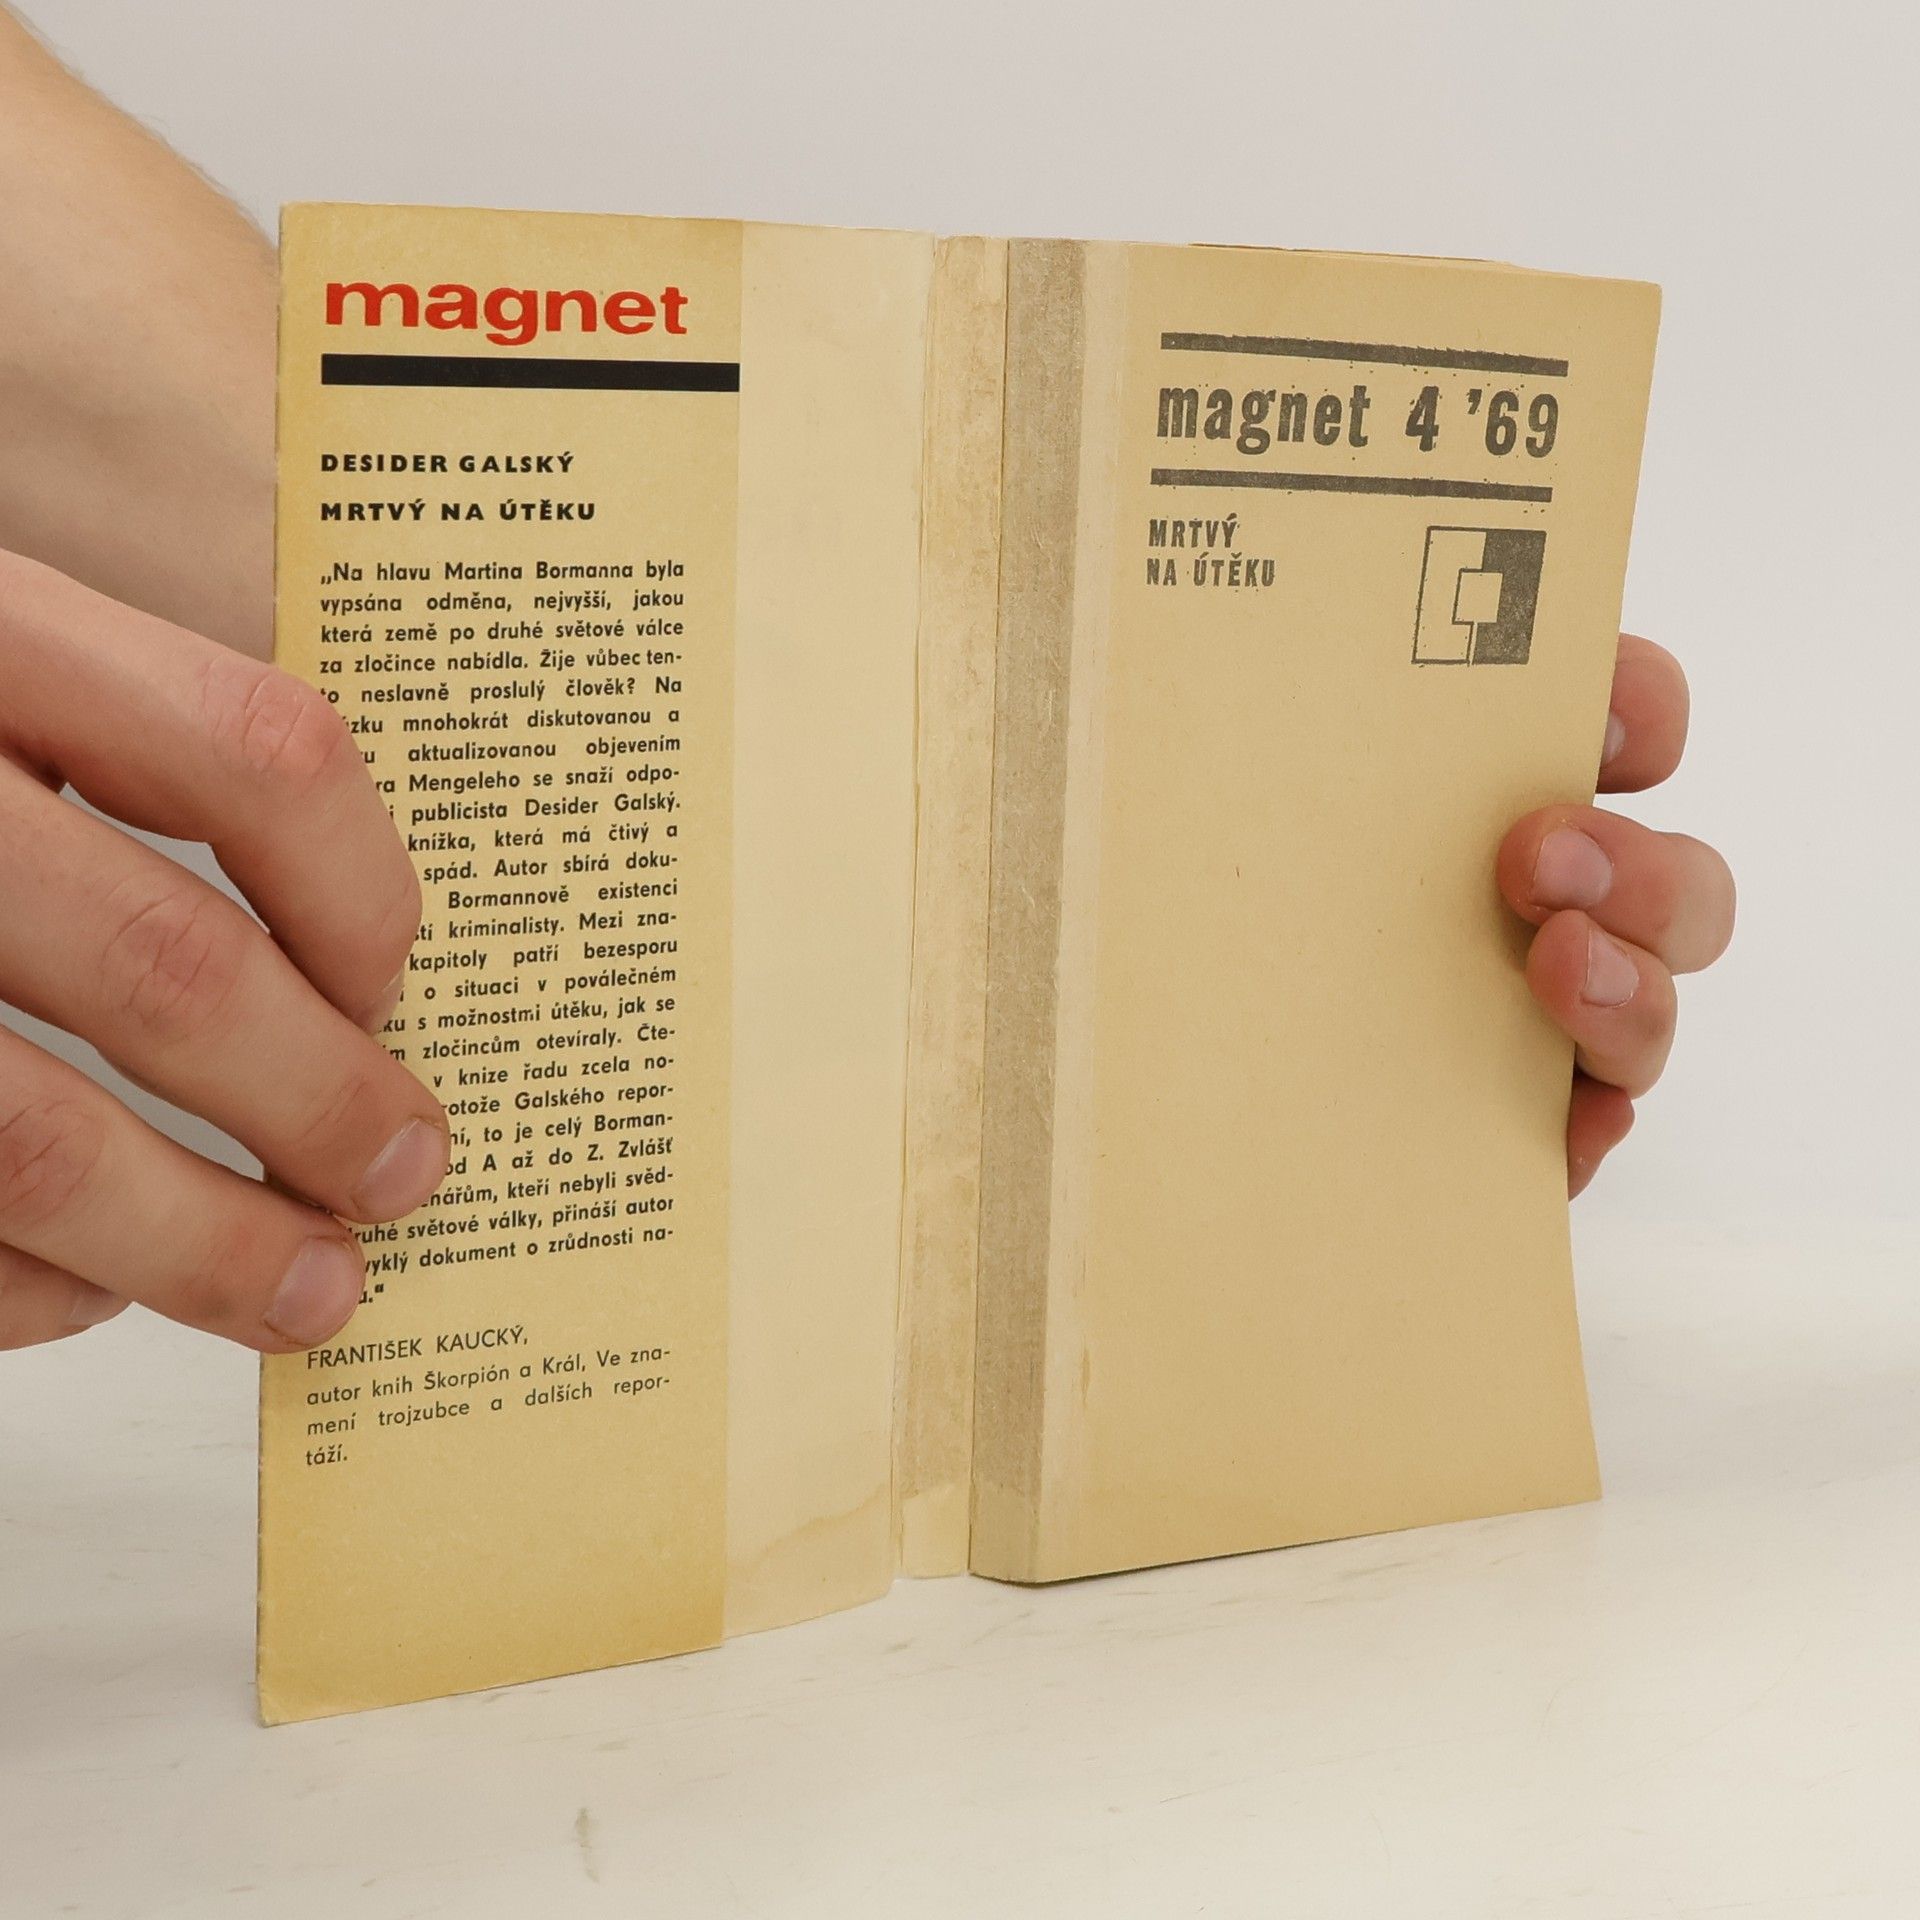 magnet
DESIDER GALSKÝ
MRTVÝ NA ÚTĚKU
„Na hlavu Martina Bormanna byla
vypsána odměna, nejvyšší, jakou
která země po druhé světové válce
za zločince nabídla. Žije vůbec ten-
neslavně proslulý člověk? Na
mnohokrát diskutovanou a
aktualizovanou objevením
Mengeleho se snaží odpo-
publicista Desider Galský.
knížka, která má čtivý a
spád. Autor sbírá doku-
Bormannově existenci
kriminalisty. Mezi zna-
kapitoly patří bezesporu
o situaci v poválečném
s možnostmi útěku, jak se
zločincům otevíraly. Čte-
v knize řadu zcela no-
Galského repor-
to je celý Borman-
od A až do Z. Zvlášť
kteří nebyli svěd-
světové války, přináší autor
dokument o zrůdnosti na-
FRANTIŠEK KAUCKÝ,
autor knih Škorpión a Král, Ve zna-
mení trojzubce a dalších repor-
táží.
magnet 4 '69
MRTVÝ
NA ÚTĚKU